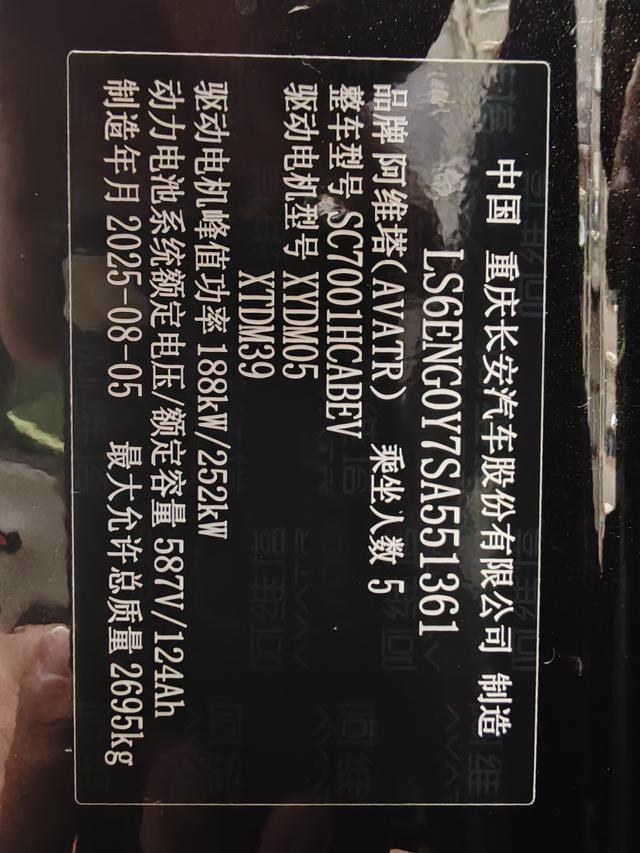 中国 重庆长安汽车股份有限公司 制造
LS6ENG0Y7SA551361
品牌 阿维塔(AVATR) 乘坐人数 5
整车型号 SC7001HCABEV
驱动电机型号 XYDM05
XTDM39
驱动电机峰值功率 188kW/252kW
动力电池系统额定电压/额定容量 587V/124Ah
制造年月 2025-08-05 最大允许总质量 2695kg